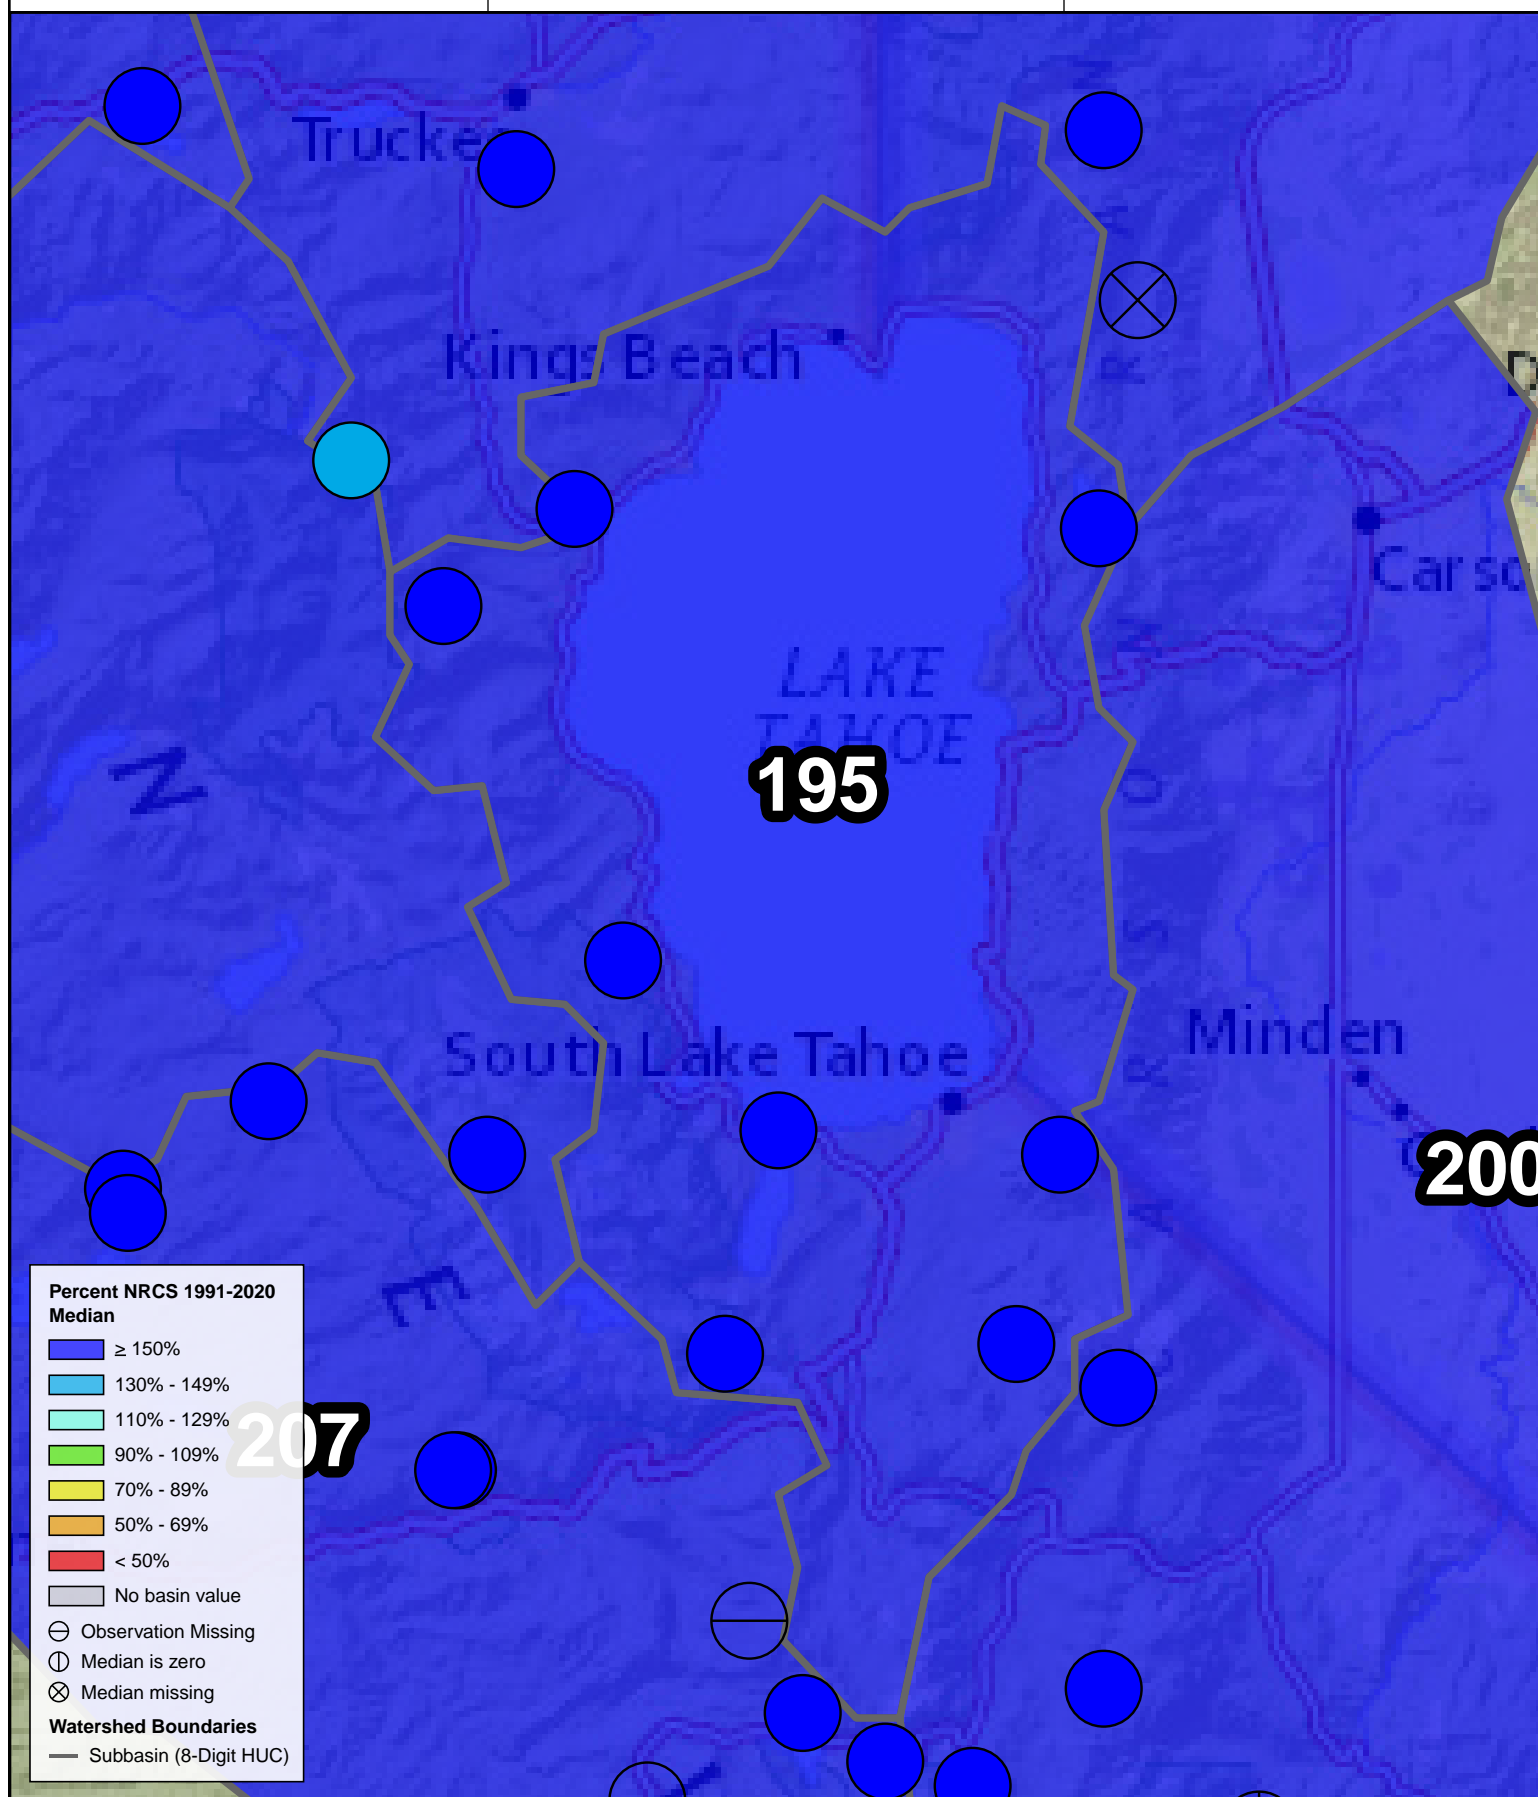 Kings Beach
LAKE
TAHOE
195
N
South Lake Tahoe
Minden
200
E
207
Percent NRCS 1991-2020
Median
≥ 150%
130% - 149%
110% - 129%
90% - 109%
70% - 89%
50% - 69%
< 50%
No basin value
Observation Missing
Median is zero
Median missing
Watershed Boundaries
Subbasin (8-Digit HUC)